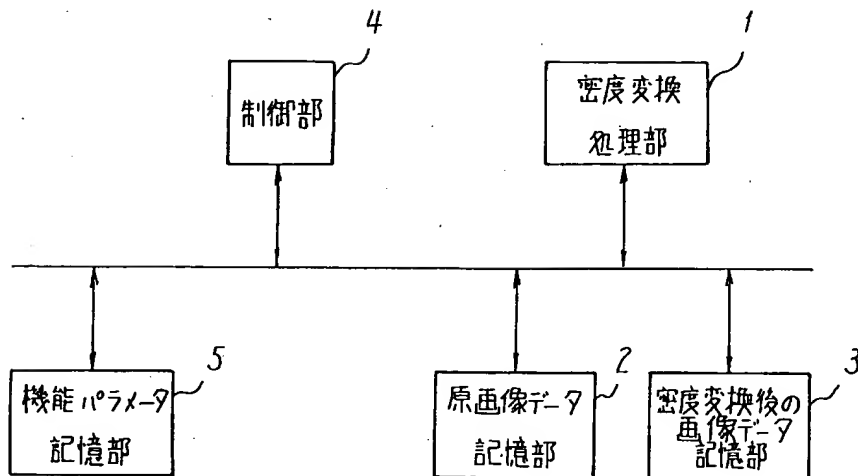 4
制御部
1
密度変換
処理部
5
機能パラメータ
記憶部
2
原画像データ
記憶部
3
密度変換後の
画像データ
記憶部